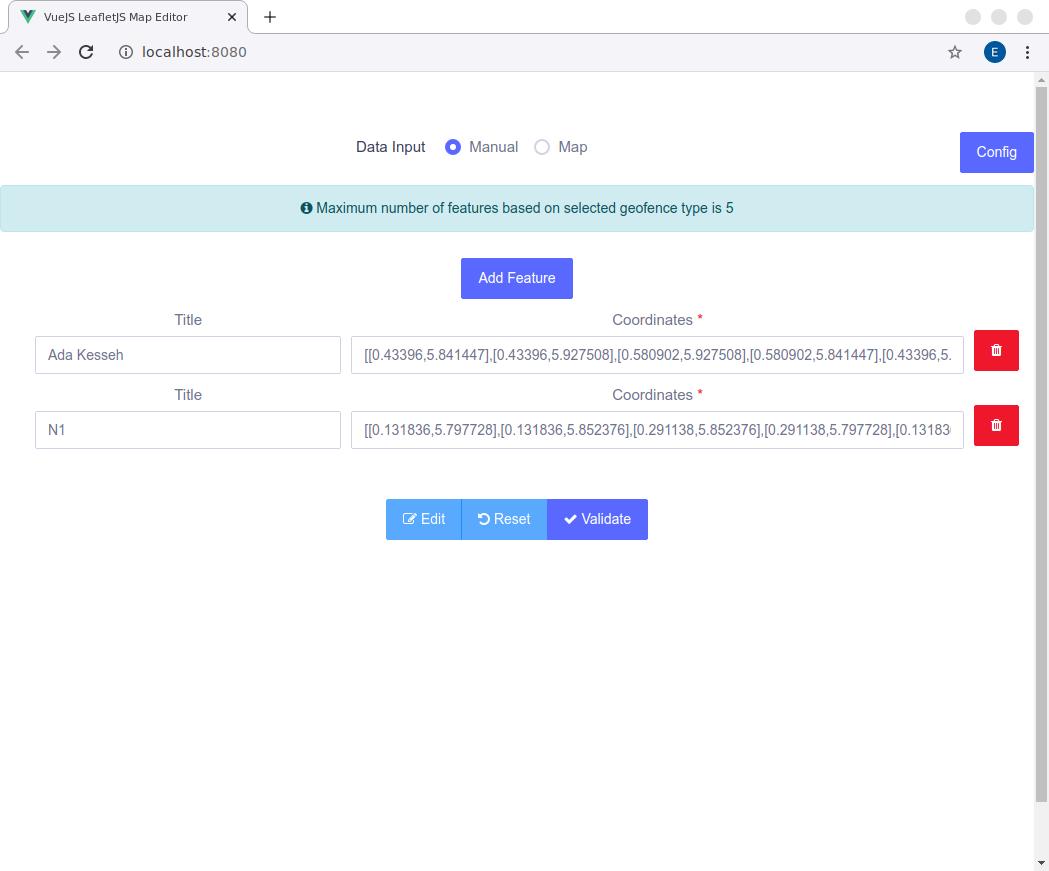 VueJS LeafletJS Map Editor
localhost:8080
E
Data Input Manual Map
Config
Maximum number of features based on selected geofence type is 5
Add Feature
Title Coordinates *
Ada Kesseh [[0.43396,5.841447],[0.43396,5.927508],[0.580902,5.927508],[0.580902,5.841447],[0.43396,5.
Title Coordinates *
N1 [[0.131836,5.797728],[0.131836,5.852376],[0.291138,5.852376],[0.291138,5.797728],[0.13183
Edit Reset Validate